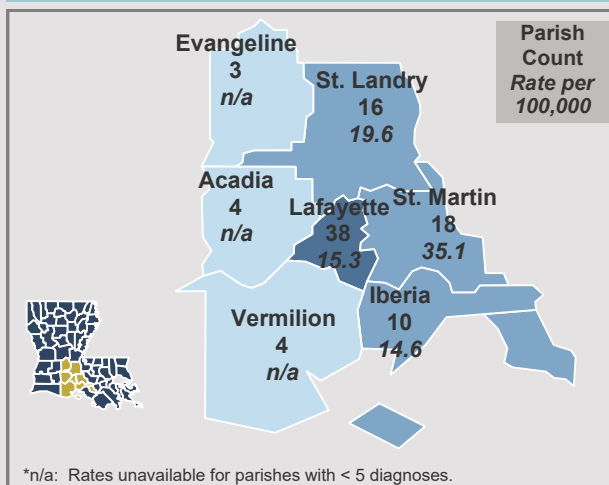 Parish
Count
Rate per
100,000
Evangeline
3
n/a
St. Landry
16
19.6
Acadia
4
n/a
Lafayette
38
15.3
St. Martin
18
35.1
Vermilion
4
n/a
Iberia
10
14.6
*n/a: Rates unavailable for parishes with < 5 diagnoses.